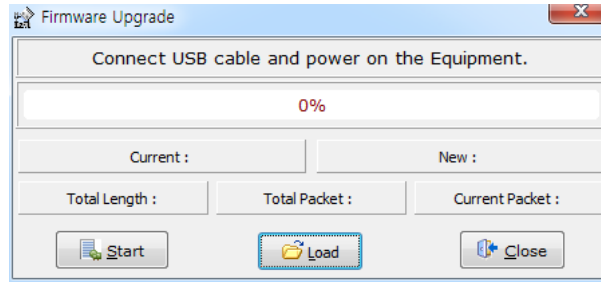 Firmware Upgrade
Connect USB cable and power on the Equipment.
0%
Current :
New :
Total Length :
Total Packet :
Current Packet :
Start
Load
Close